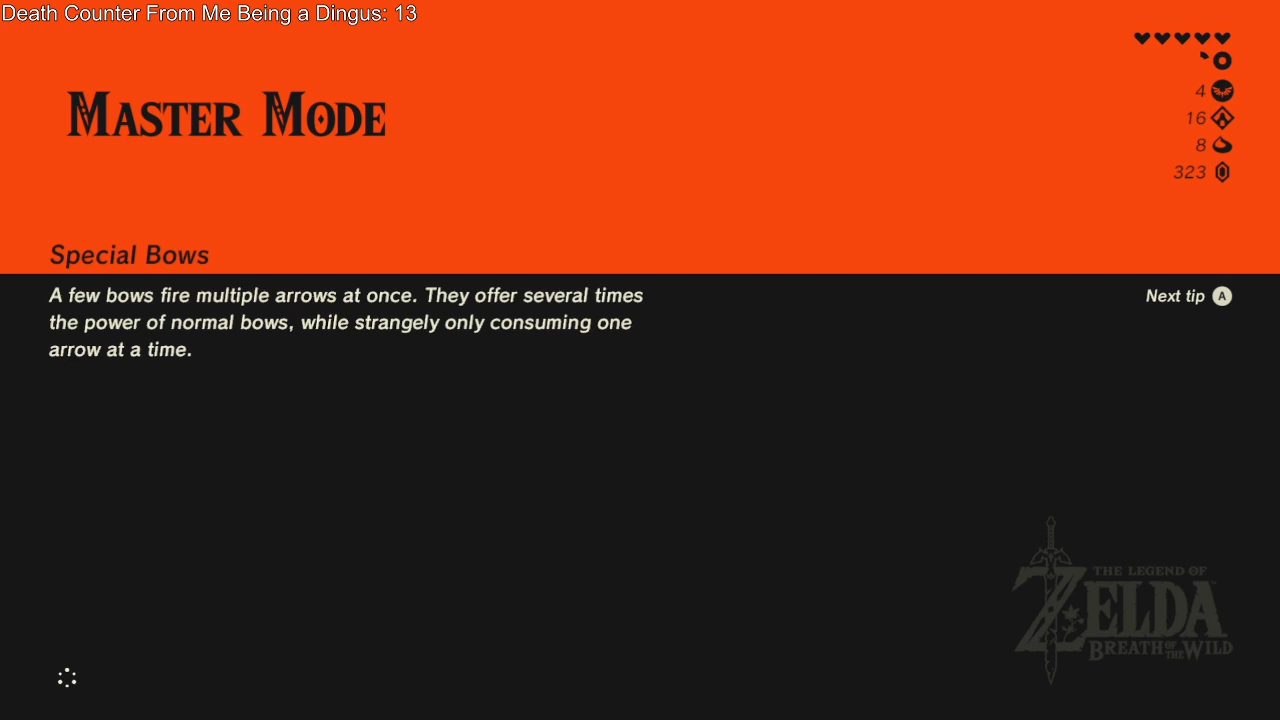 Death Counter From Me Being a Dingus: 13
Master Mode
4
16
8
323
Special Bows
A few bows fire multiple arrows at once. They offer several times
the power of normal bows, while strangely only consuming one
arrow at a time.
Next tip A
THE LEGEND OF
ZELDA
BREATH OF THE WILD